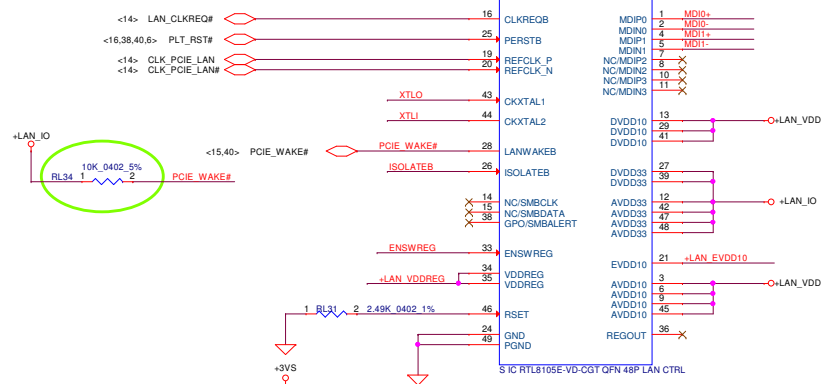 <14> LAN_CLKREQ# 16 CLKREQB MDIP0 1 MDI0+
MDIN0 2 MDI0-
<16,38,40,6> PLT_RST# 25 PERSTB MDIP1 4 MDI1+
MDIN1 5 MDI1-
<14> CLK_PCIE_LAN 19 REFCLK_P NC/MDIP2 7
<14> CLK_PCIE_LAN# 20 REFCLK_N NC/MDIN2 8
NC/MDIP3 10
NC/MDIN3 11
XTLO 43 CKXTAL1
XTLI 44 CKXTAL2 DVDD10 13 +LAN_VDD
DVDD10 29
DVDD10 41
+LAN_IO
<15,40> PCIE_WAKE# PCIE_WAKE# 28 LANWAKEB
10K_0402_5%
RL34 1 2 PCIE_WAKE#
ISOLATEB 26 ISOLATEB DVDD33 27
DVDD33 39
14 NC/SMBCLK AVDD33 12 +LAN_IO
15 NC/SMBDATA AVDD33 42
38 GPO/SMBALERT AVDD33 47
AVDD33 48
ENSWREG 33 ENSWREG
EVDD10 21 +LAN_EVDD10
34 VDDREG
+LAN_VDDREG 35 VDDREG AVDD10 3 +LAN_VDD
AVDD10 6
AVDD10 9
1 RL31 2 2.49K_0402_1% 46 RSET AVDD10 45
24 GND REGOUT 36
49 PGND
+3VS
S IC RTL8105E-VD-CGT QFN 48P LAN CTRL